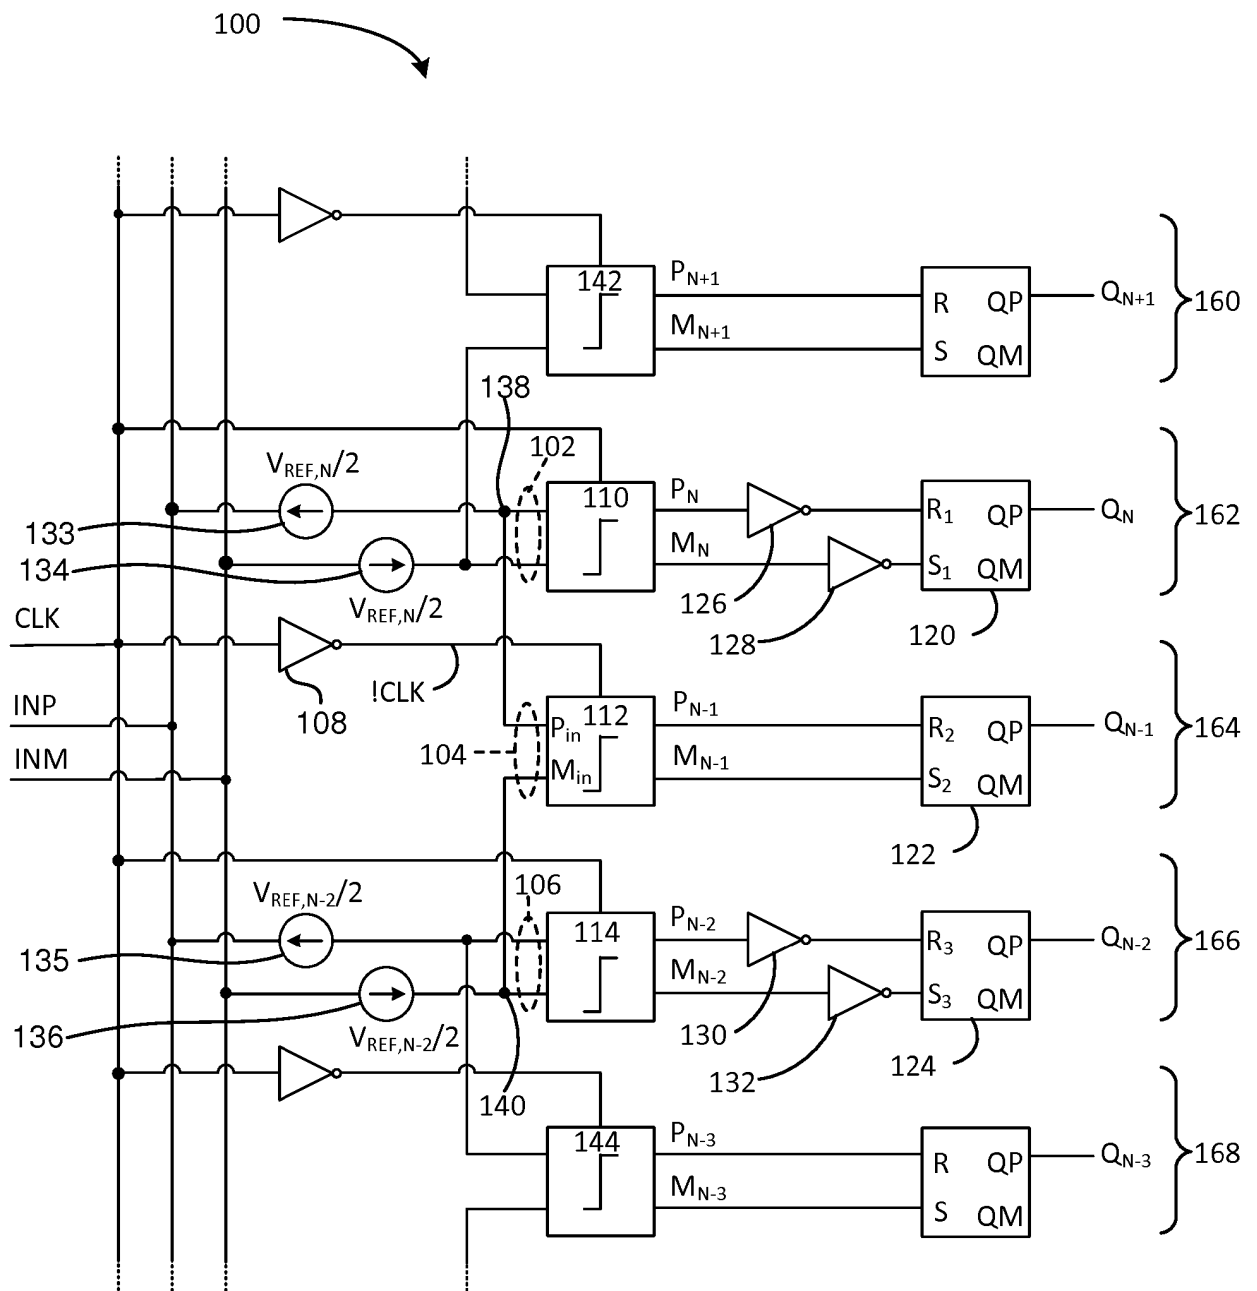 100
142
P_{N+1}
M_{N+1}
R QP
S QM
Q_{N+1}
160
138
102
V_{REF,N}/2
133
134
V_{REF,N}/2
110
P_N
M_N
126
128
R_1 QP
S_1 QM
120
Q_N
162
CLK
INP
INM
108
!CLK
104
112
P_{in}
M_{in}
P_{N-1}
M_{N-1}
R_2 QP
S_2 QM
122
Q_{N-1}
164
V_{REF,N-2}/2
106
135
136
V_{REF,N-2}/2
140
114
P_{N-2}
M_{N-2}
130
132
R_3 QP
S_3 QM
124
Q_{N-2}
166
144
P_{N-3}
M_{N-3}
R QP
S QM
Q_{N-3}
168